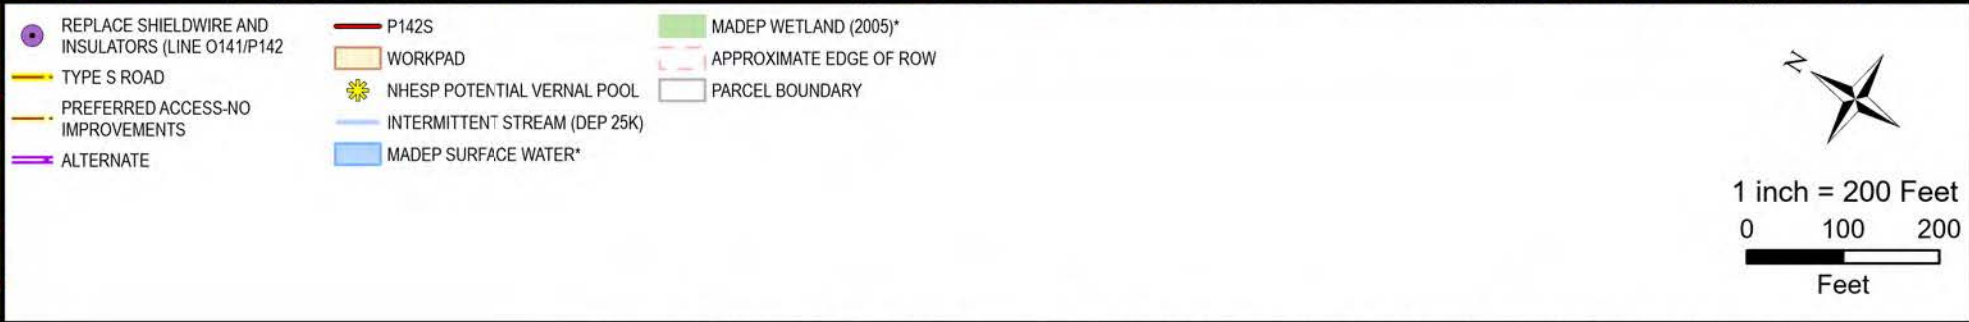 REPLACE SHIELDWIRE AND
INSULATORS (LINE O141/P142
TYPE S ROAD
PREFERRED ACCESS-NO
IMPROVEMENTS
ALTERNATE
P142S
WORKPAD
NHESP POTENTIAL VERNAL POOL
INTERMITTENT STREAM (DEP 25K)
MADEP SURFACE WATER*
MADEP WETLAND (2005)*
APPROXIMATE EDGE OF ROW
PARCEL BOUNDARY
N
1 inch = 200 Feet
0 100 200
Feet